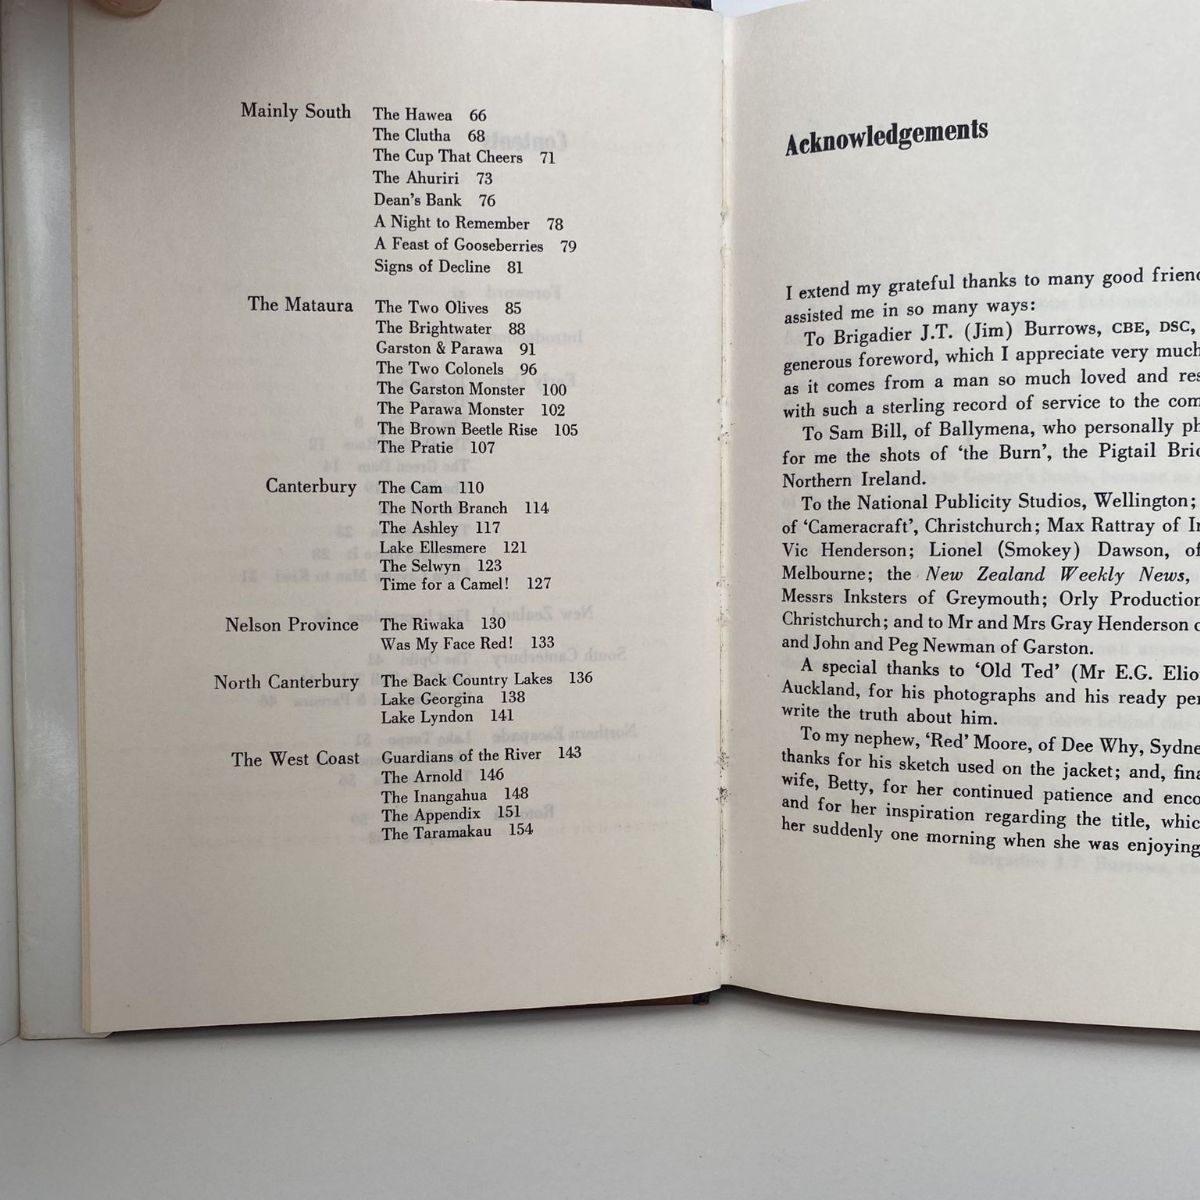 Mainly South The Hawea 66
The Clutha 68
The Cup That Cheers 71
The Ahuriri 73
Dean's Bank 76
A Night to Remember 78
A Feast of Gooseberries 79
Signs of Decline 81
The Mataura The Two Olives 85
The Brightwater 88
Garston & Parawa 91
The Two Colonels 96
The Garston Monster 100
The Parawa Monster 102
The Brown Beetle Rise 105
The Pratie 107
Canterbury The Cam 110
The North Branch 114
The Ashley 117
Lake Ellesmere 121
The Selwyn 123
Time for a Camel! 127
Nelson Province The Riwaka 130
Was My Face Red! 133
North Canterbury The Back Country Lakes 136
Lake Georgina 138
Lake Lyndon 141
The West Coast Guardians of the River 143
The Arnold 146
The Inangahua 148
The Appendix 151
The Taramakau 154
Acknowledgements
I extend my grateful thanks to many good frien
assisted me in so many ways:
To Brigadier J.T. (Jim) Burrows, CBE, DSC,
generous foreword, which I appreciate very much
as it comes from a man so much loved and res
with such a sterling record of service to the com
To Sam Bill, of Ballymena, who personally ph
for me the shots of 'the Burn', the Pigtail Bri
Northern Ireland.
To the National Publicity Studios, Wellington;
of 'Cameracraft', Christchurch; Max Rattray of I
Vic Henderson; Lionel (Smokey) Dawson, of
Melbourne; the New Zealand Weekly News,
Messrs Inksters of Greymouth; Orly Production
Christchurch; and to Mr and Mrs Gray Henderson
and John and Peg Newman of Garston.
A special thanks to 'Old Ted' (Mr E.G. Elio
Auckland, for his photographs and his ready per
write the truth about him.
To my nephew, 'Red' Moore, of Dee Why, Sydne
thanks for his sketch used on the jacket; and, fina
wife, Betty, for her continued patience and enco
and for her inspiration regarding the title, whic
her suddenly one morning when she was enjoying